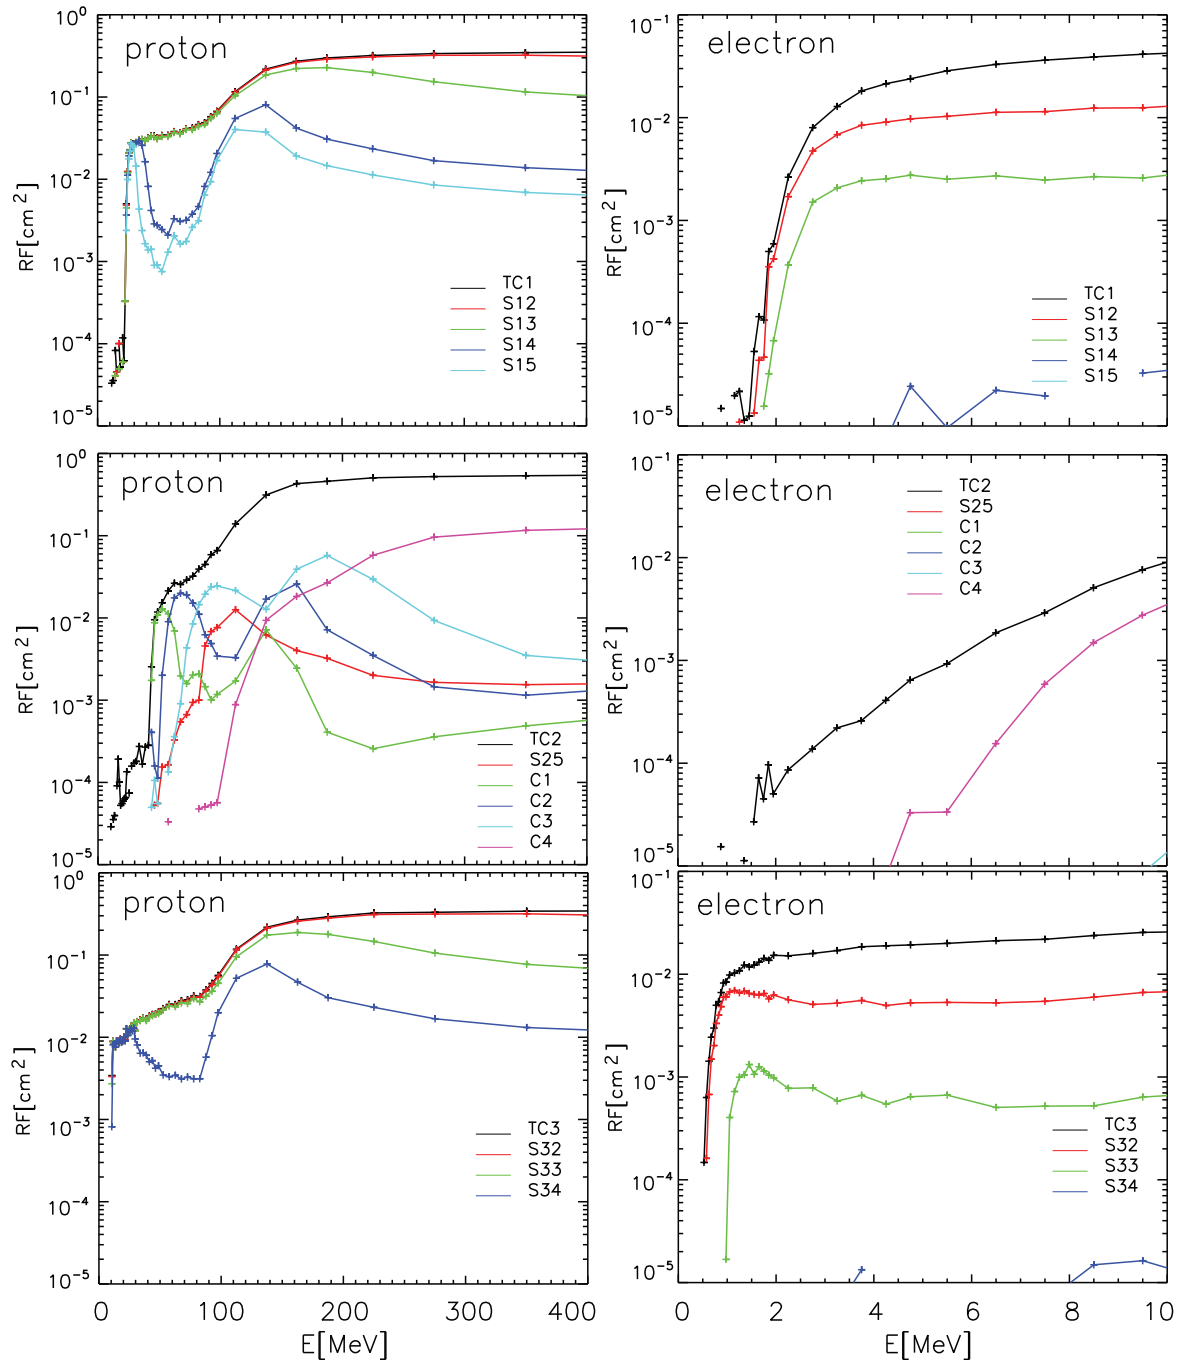 proton
10⁰
10⁻¹
10⁻²
10⁻³
10⁻⁴
10⁻⁵
RF[cm²]
TC1
S12
S13
S14
S15
electron
10⁻¹
10⁻²
10⁻³
10⁻⁴
10⁻⁵
RF[cm²]
TC1
S12
S13
S14
S15
proton
10⁰
10⁻¹
10⁻²
10⁻³
10⁻⁴
10⁻⁵
RF[cm²]
TC2
S25
C1
C2
C3
C4
electron
10⁻¹
10⁻²
10⁻³
10⁻⁴
10⁻⁵
RF[cm²]
TC2
S25
C1
C2
C3
C4
proton
10⁰
10⁻¹
10⁻²
10⁻³
10⁻⁴
10⁻⁵
RF[cm²]
TC3
S32
S33
S34
0 100 200 300 400
E[MeV]
electron
10⁻¹
10⁻²
10⁻³
10⁻⁴
10⁻⁵
RF[cm²]
TC3
S32
S33
S34
0 2 4 6 8 10
E[MeV]